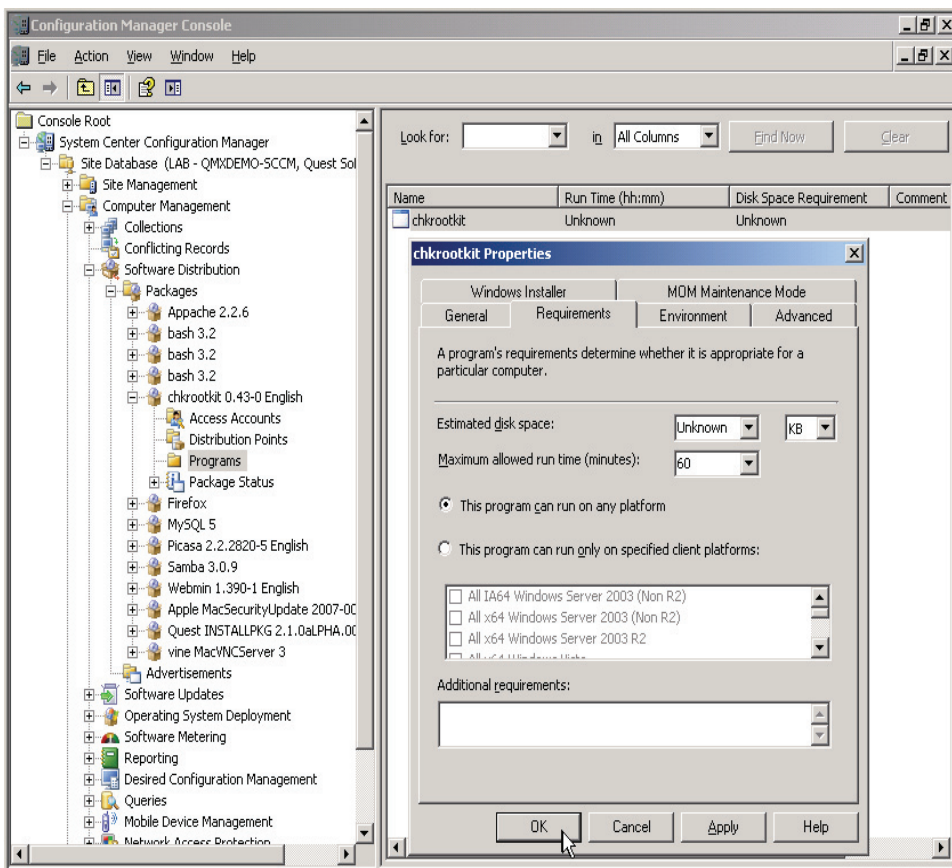 Configuration Manager Console
File Action View Window Help
Console Root
System Center Configuration Manager
Site Database (LAB - QMXDEMO-SCCM, Quest Sol
Site Management
Computer Management
Collections
Conflicting Records
Software Distribution
Packages
Appache 2.2.6
bash 3.2
bash 3.2
bash 3.2
chkrootkit 0.43-0 English
Access Accounts
Distribution Points
Programs
Package Status
Firefox
MySQL 5
Picasa 2.2.2820-5 English
Samba 3.0.9
Webmin 1.390-1 English
Apple MacSecurityUpdate 2007-00
Quest INSTALLPKG 2.1.0aLPHA.00
vine MacVNCServer 3
Advertisements
Software Updates
Operating System Deployment
Software Metering
Reporting
Desired Configuration Management
Queries
Mobile Device Management
Network Access Protection
Look for: in All Columns Find Now Clear
Name Run Time (hh:mm) Disk Space Requirement Comment
chkrootkit Unknown Unknown
chkrootkit Properties
Windows Installer MOM Maintenance Mode
General Requirements Environment Advanced
A program's requirements determine whether it is appropriate for a
particular computer.
Estimated disk space: Unknown KB
Maximum allowed run time (minutes): 60
This program can run on any platform
This program can run only on specified client platforms:
All IA64 Windows Server 2003 (Non R2)
All x64 Windows Server 2003 (Non R2)
All x64 Windows Server 2003 R2
All x64 Windows Vista
Additional requirements:
OK Cancel Apply Help